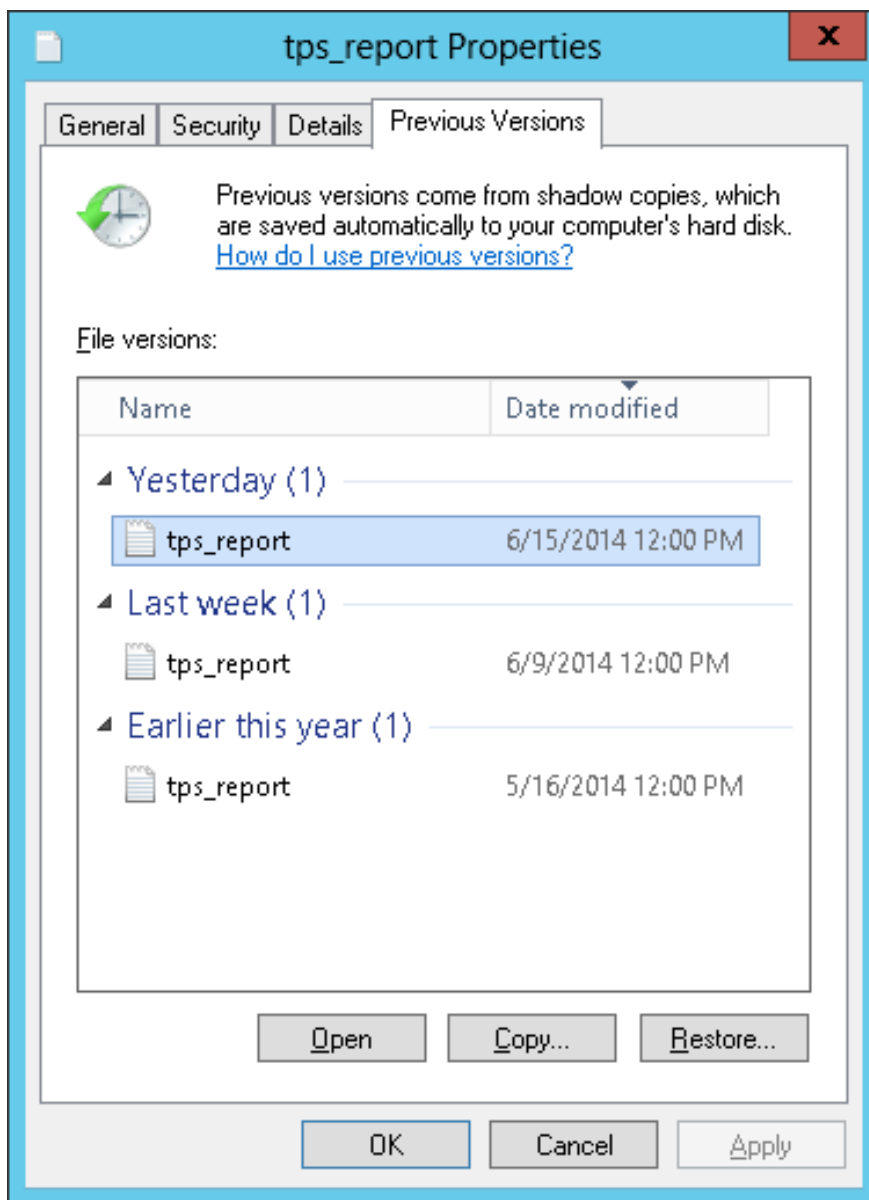 tps_report Properties
x
General Security Details Previous Versions
Previous versions come from shadow copies, which
are saved automatically to your computer's hard disk.
How do I use previous versions?
File versions:
Name Date modified
Yesterday (1)
tps_report 6/15/2014 12:00 PM
Last week (1)
tps_report 6/9/2014 12:00 PM
Earlier this year (1)
tps_report 5/16/2014 12:00 PM
Open Copy... Restore...
OK Cancel Apply